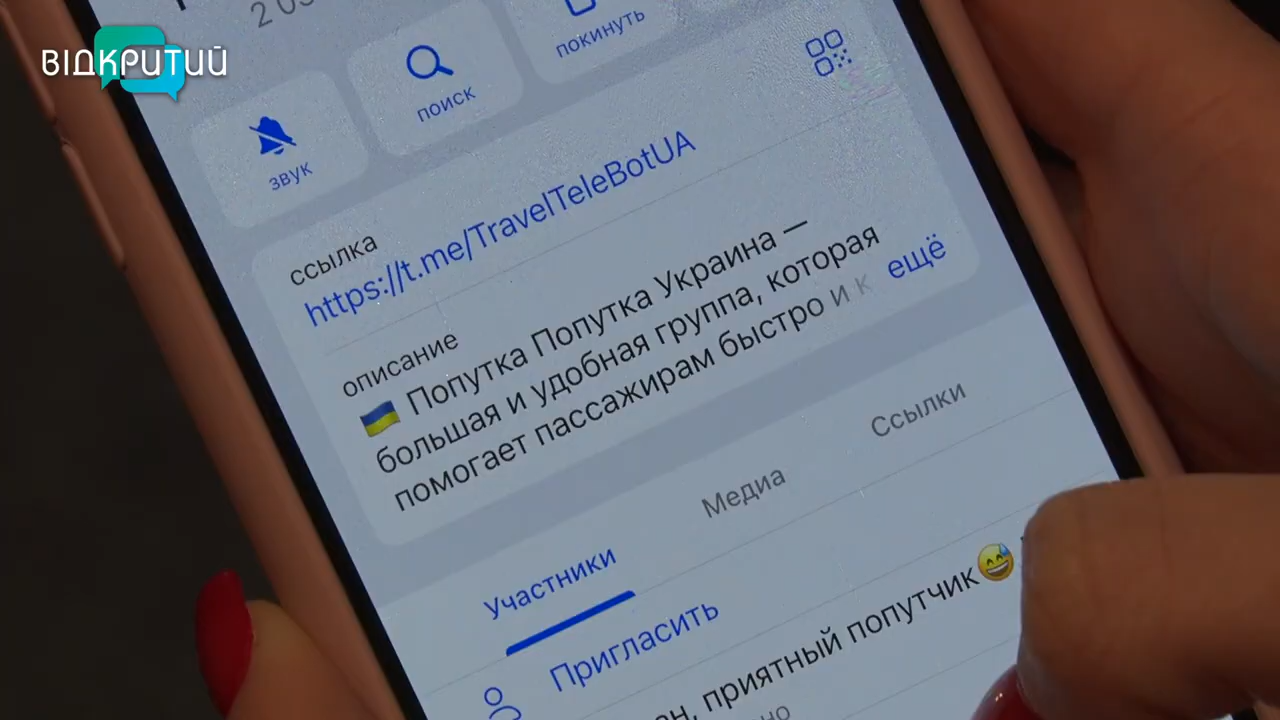 ВІДКРИТИЙ
звук
поиск
покинуть
ссылка
https://t.me/TravelTeleBotUA
описание
🇺🇦 Попутка Попутка Украина —
большая и удобная группа, которая
помогает пассажирам быстро и к
ещё
Участники
Медиа
Ссылки
Пригласить
приятный попутчик😅